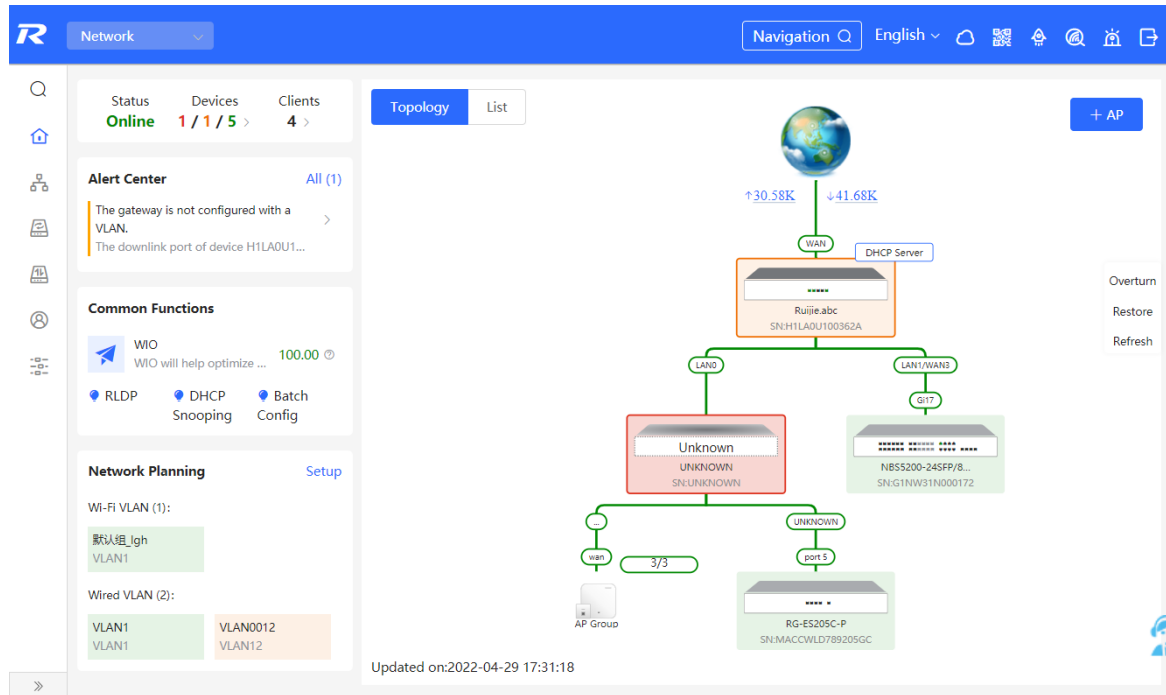 Network
Navigation
English
Status
Devices
Clients
Online
1 / 1 / 5
4
Alert Center
All (1)
The gateway is not configured with a
VLAN.
The downlink port of device H1LA0U1...
Common Functions
WIO
WIO will help optimize ...
100.00
RLDP
DHCP
Snooping
Batch
Config
Network Planning
Setup
Wi-Fi VLAN (1):
默认组_lgh
VLAN1
Wired VLAN (2):
VLAN1
VLAN1
VLAN0012
VLAN12
Topology
List
+ AP
↑30.58K
↓41.68K
WAN
DHCP Server
Ruijie.abc
SN:H1LA0U100362A
Overturn
Restore
Refresh
LAN0
LAN1/WAN3
Gi17
Unknown
UNKNOWN
SN:UNKNOWN
NBS5200-24SFP/8...
SN:G1NW31N000172
...
UNKNOWN
wan
3/3
port 5
AP Group
RG-ES205C-P
SN:MACCWLD789205GC
Updated on:2022-04-29 17:31:18